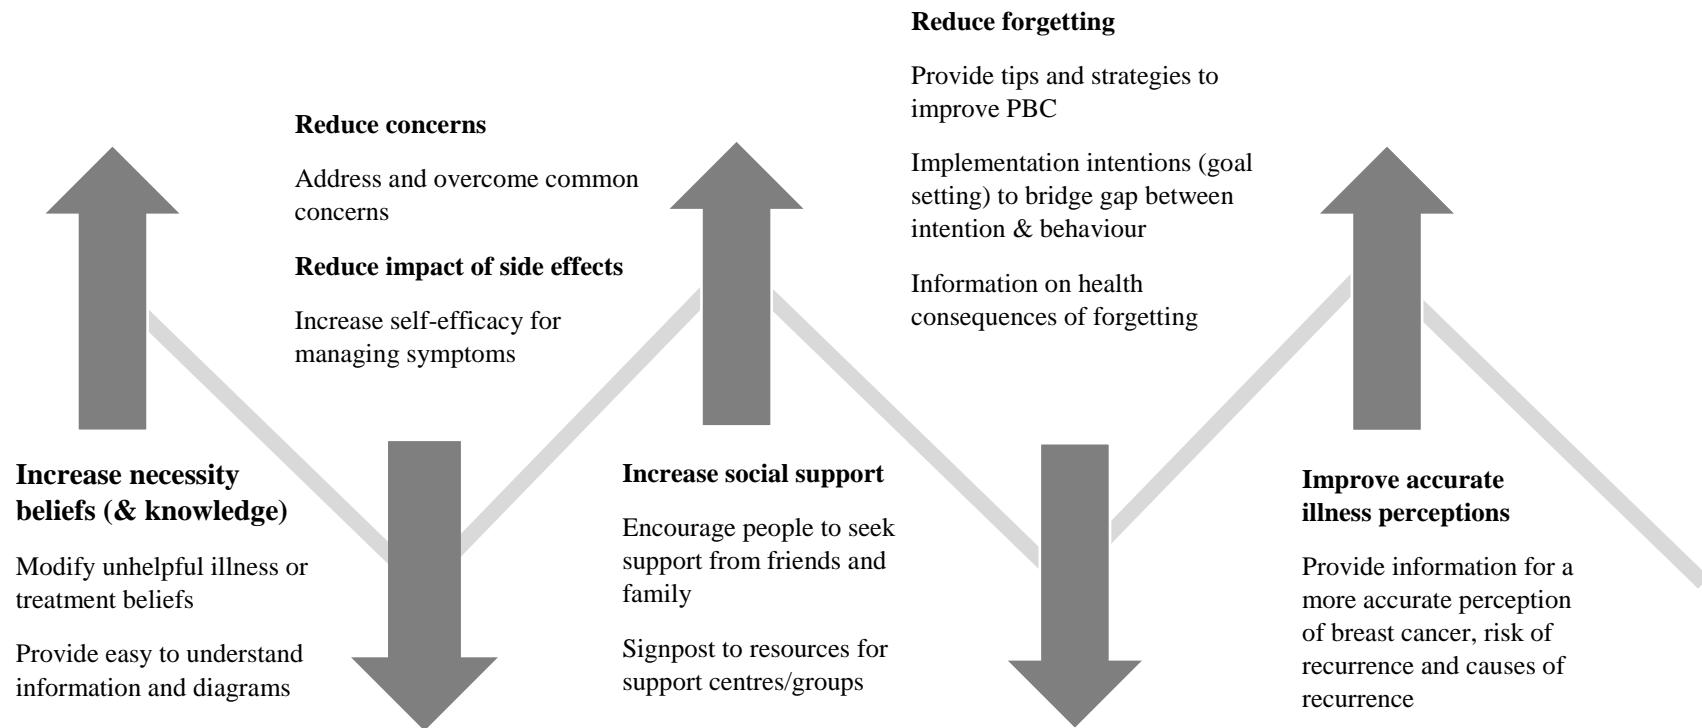 Increase necessity
beliefs (& knowledge)
Modify unhelpful illness or
treatment beliefs
Provide easy to understand
information and diagrams
Reduce concerns
Address and overcome common
concerns
Reduce impact of side effects
Increase self-efficacy for
managing symptoms
Increase social support
Encourage people to seek
support from friends and
family
Signpost to resources for
support centres/groups
Reduce forgetting
Provide tips and strategies to
improve PBC
Implementation intentions (goal
setting) to bridge gap between
intention & behaviour
Information on health
consequences of forgetting
Improve accurate
illness perceptions
Provide information for a
more accurate perception
of breast cancer, risk of
recurrence and causes of
recurrence